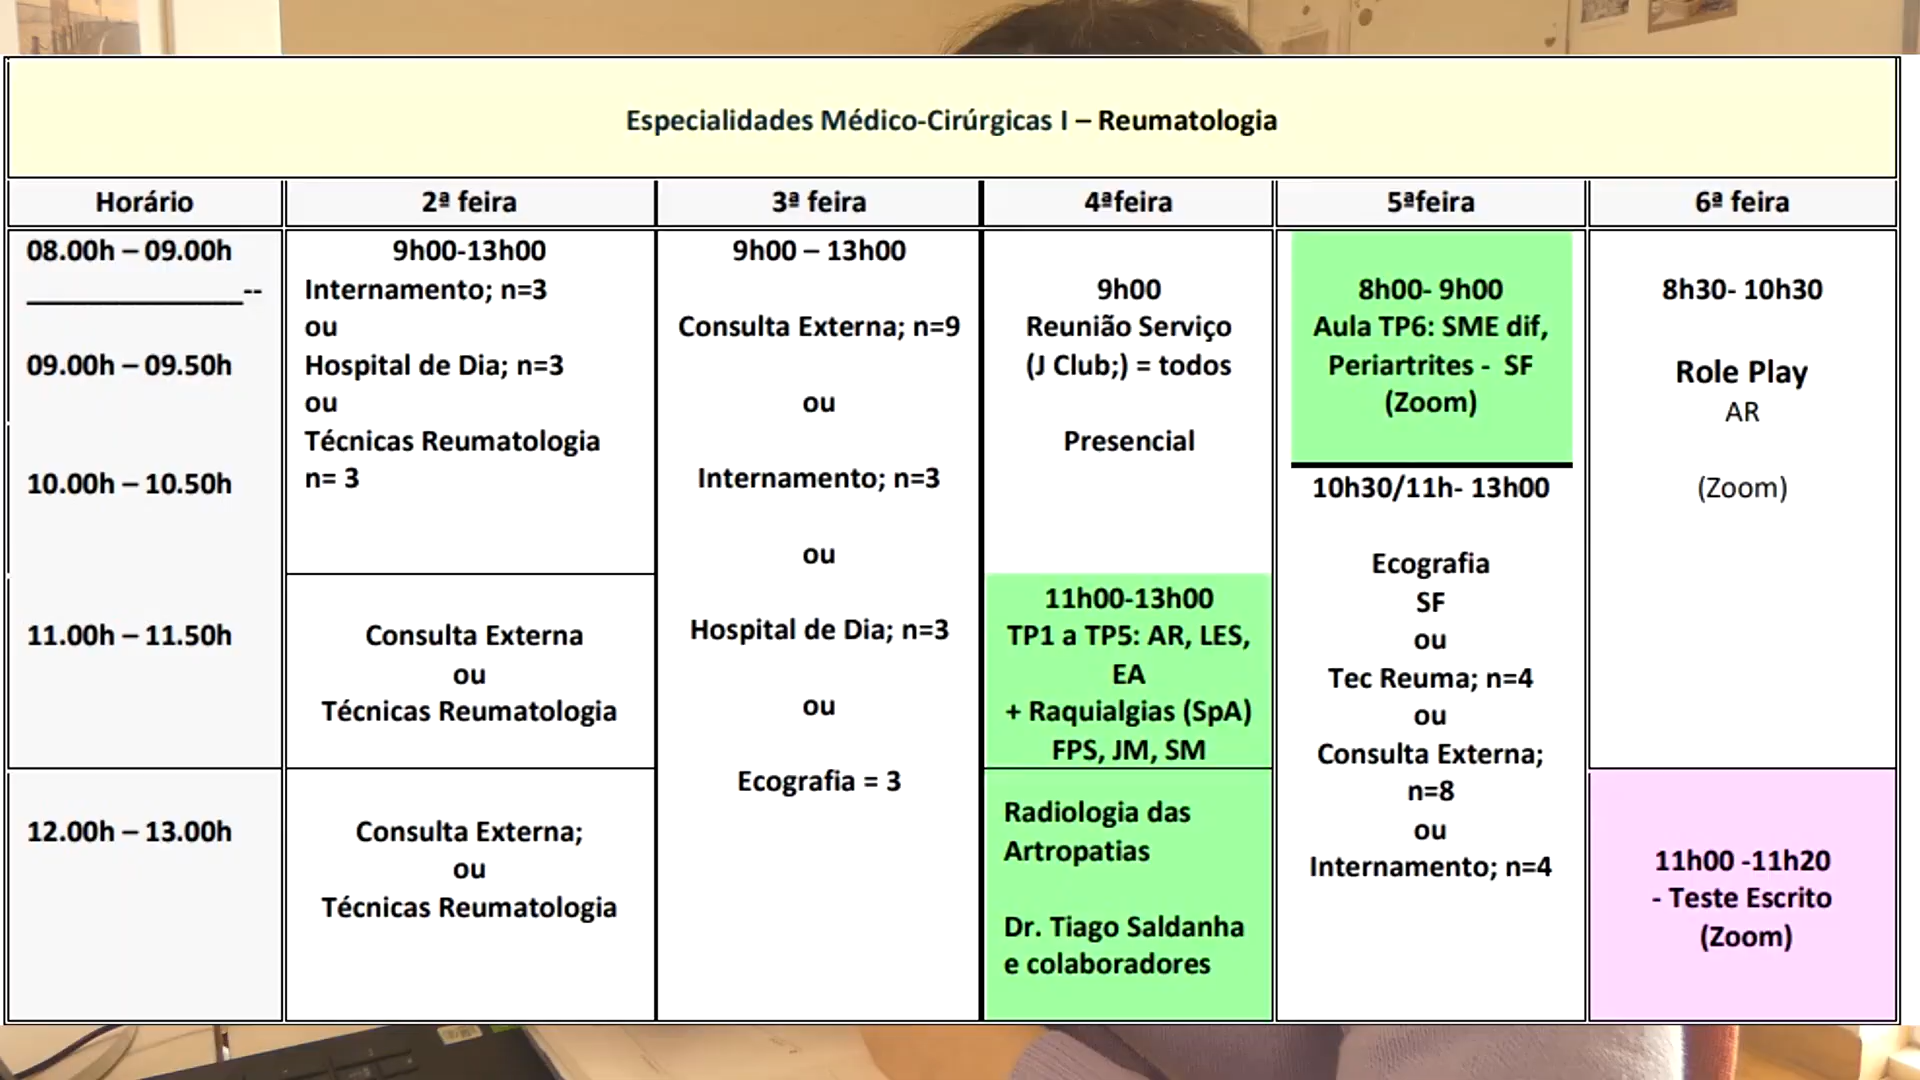 Especialidades Médico-Cirúrgicas I – Reumatologia
Horário
2ª feira
3ª feira
4ªfeira
5ªfeira
6ª feira
08.00h – 09.00h
________________--
09.00h – 09.50h
10.00h – 10.50h
11.00h – 11.50h
12.00h – 13.00h
9h00-13h00
Internamento; n=3
ou
Hospital de Dia; n=3
ou
Técnicas Reumatologia
n= 3
Consulta Externa
ou
Técnicas Reumatologia
Consulta Externa;
ou
Técnicas Reumatologia
9h00 – 13h00
Consulta Externa; n=9
ou
Internamento; n=3
ou
Hospital de Dia; n=3
ou
Ecografia = 3
9h00
Reunião Serviço
(J Club;) = todos
Presencial
11h00-13h00
TP1 a TP5: AR, LES,
EA
+ Raquialgias (SpA)
FPS, JM, SM
Radiologia das
Artropatias
Dr. Tiago Saldanha
e colaboradores
8h00- 9h00
Aula TP6: SME dif,
Periartrites - SF
(Zoom)
10h30/11h- 13h00
Ecografia
SF
ou
Tec Reuma; n=4
ou
Consulta Externa;
n=8
ou
Internamento; n=4
8h30- 10h30
Role Play
AR
(Zoom)
11h00 -11h20
- Teste Escrito
(Zoom)